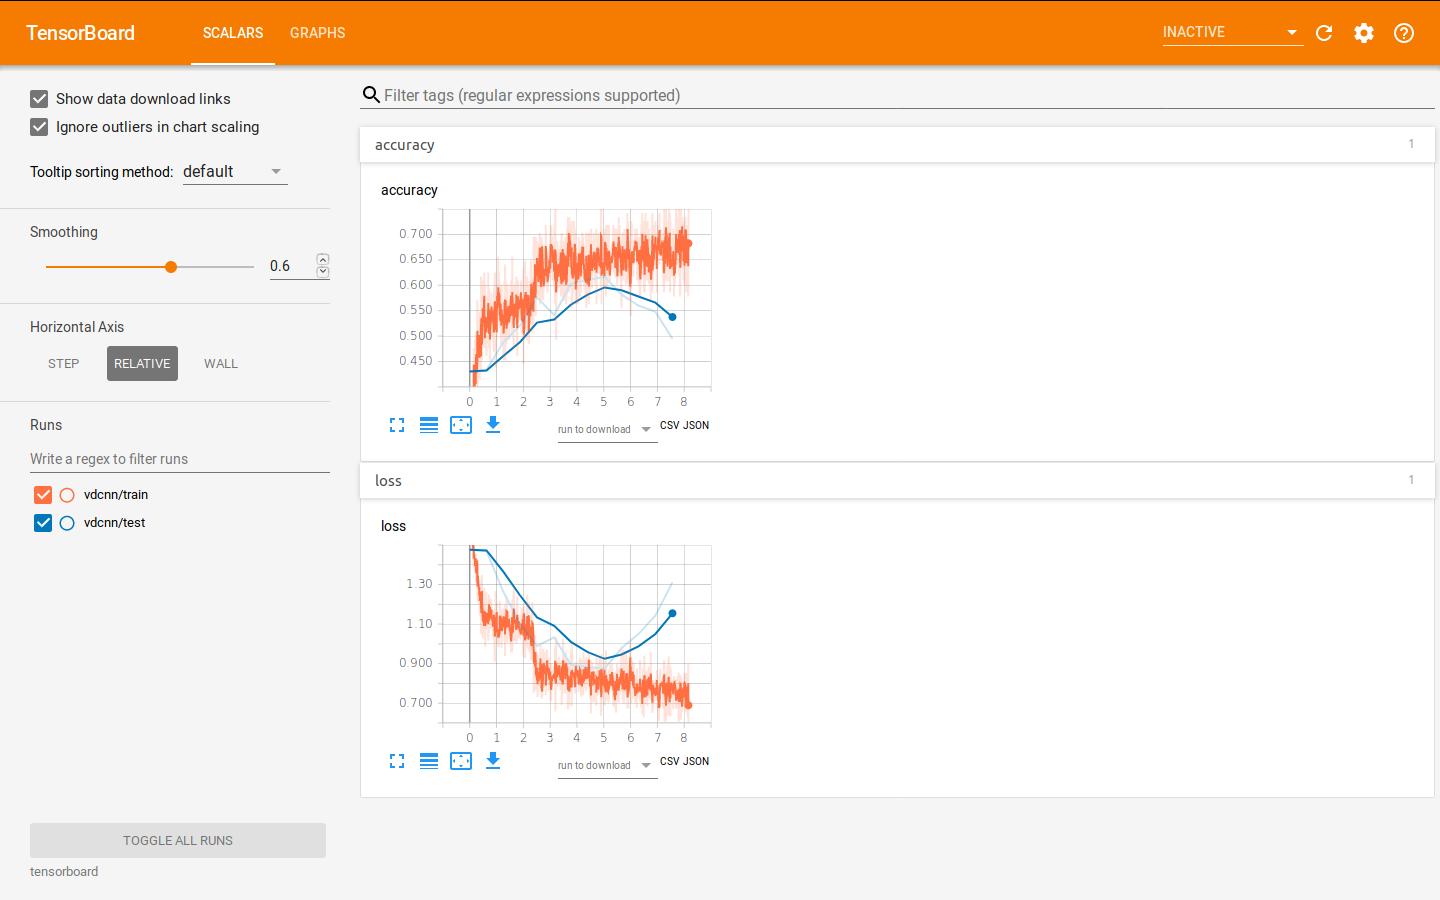 TensorBoard SCALARS GRAPHS INACTIVE
Show data download links
Ignore outliers in chart scaling
Tooltip sorting method: default
Smoothing
0.6
Horizontal Axis
STEP RELATIVE WALL
Runs
Write a regex to filter runs
vdcnn/train
vdcnn/test
TOGGLE ALL RUNS
tensorboard
Filter tags (regular expressions supported)
accuracy 1
accuracy
0.700
0.650
0.600
0.550
0.500
0.450
0 1 2 3 4 5 6 7 8
run to download CSV JSON
loss 1
loss
1.30
1.10
0.900
0.700
0 1 2 3 4 5 6 7 8
run to download CSV JSON